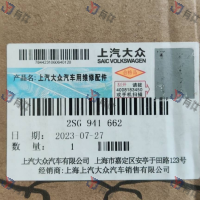 上汽大众
SAIC VOLKSWAGEN
产品名：上汽大众汽车用维修配件
2SG 941 662
日期：2023-07-27
数量：1
上汽大众汽车有限公司 上海市嘉定区安亭于田路123号
经销商：上海上汽大众汽车销售有限公司